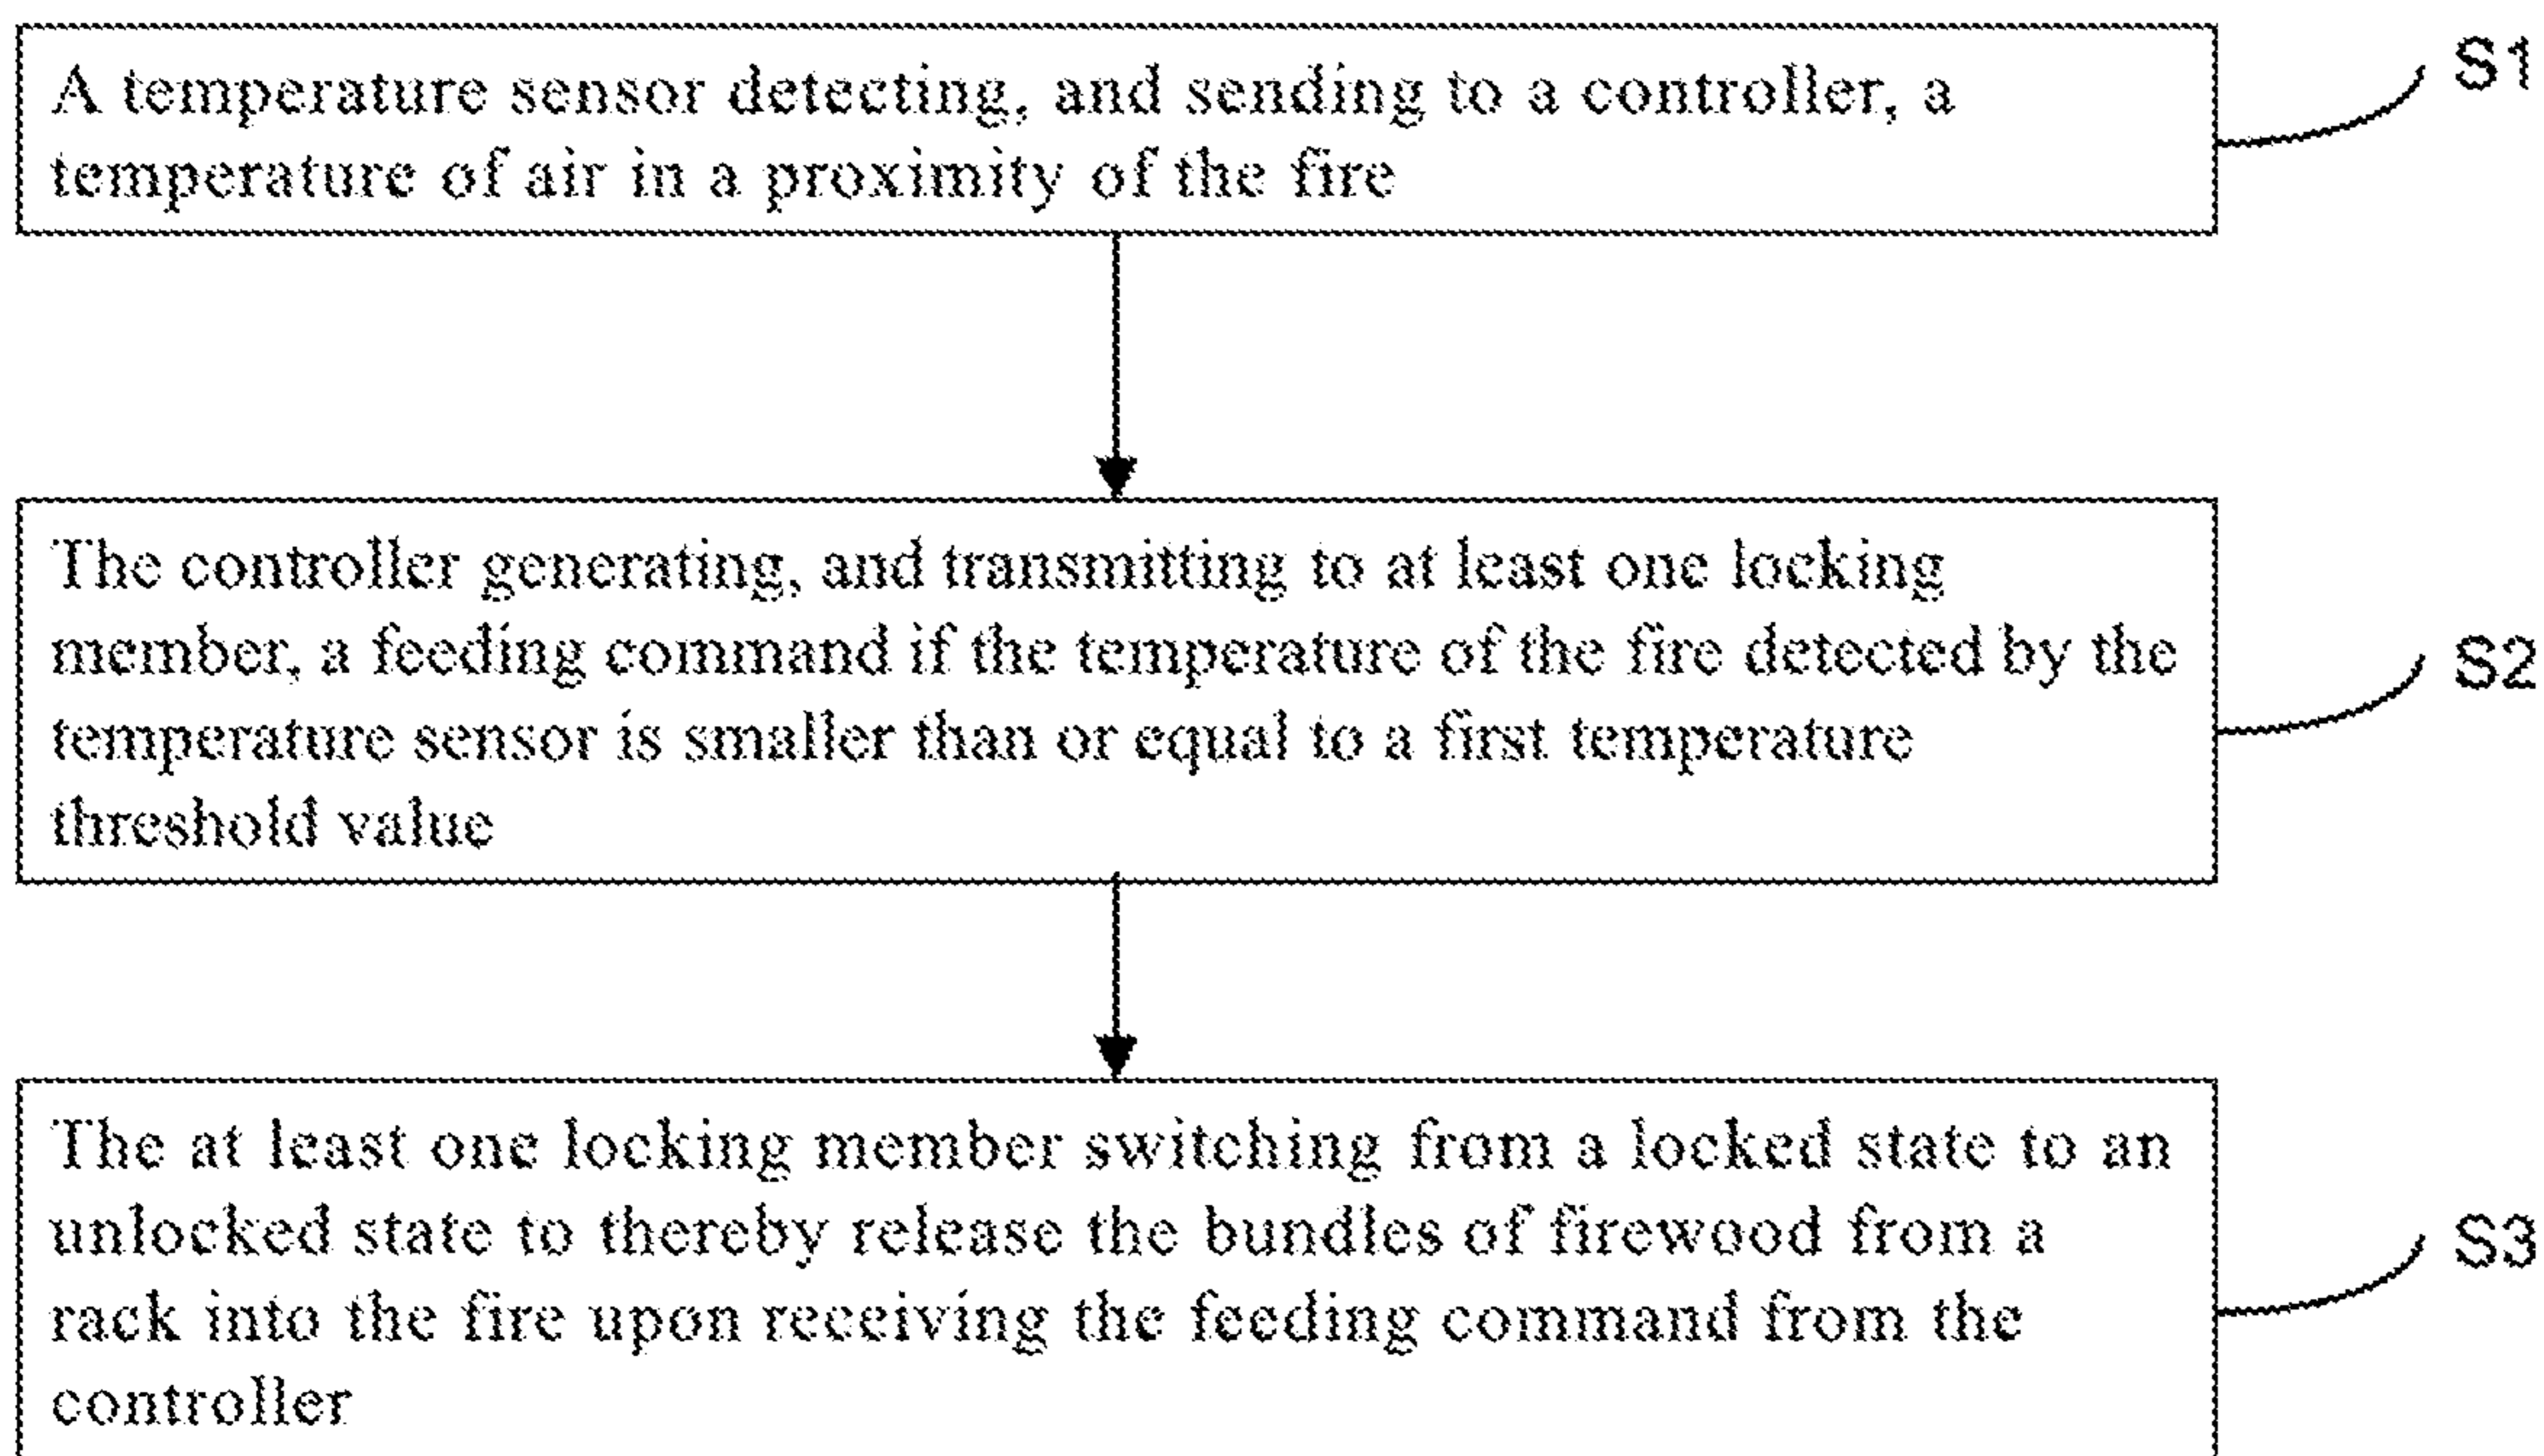 A temperature sensor detecting, and sending to a controller, a
temperature of air in a proximity of the fire
S1
The controller generating, and transmitting to at least one locking
member, a feeding command if the temperature of the fire detected by the
temperature sensor is smaller than or equal to a first temperature
threshold value
S2
The at least one locking member switching from a locked state to an
unlocked state to thereby release the bundles of firewood from a
rack into the fire upon receiving the feeding command from the
controller
S3